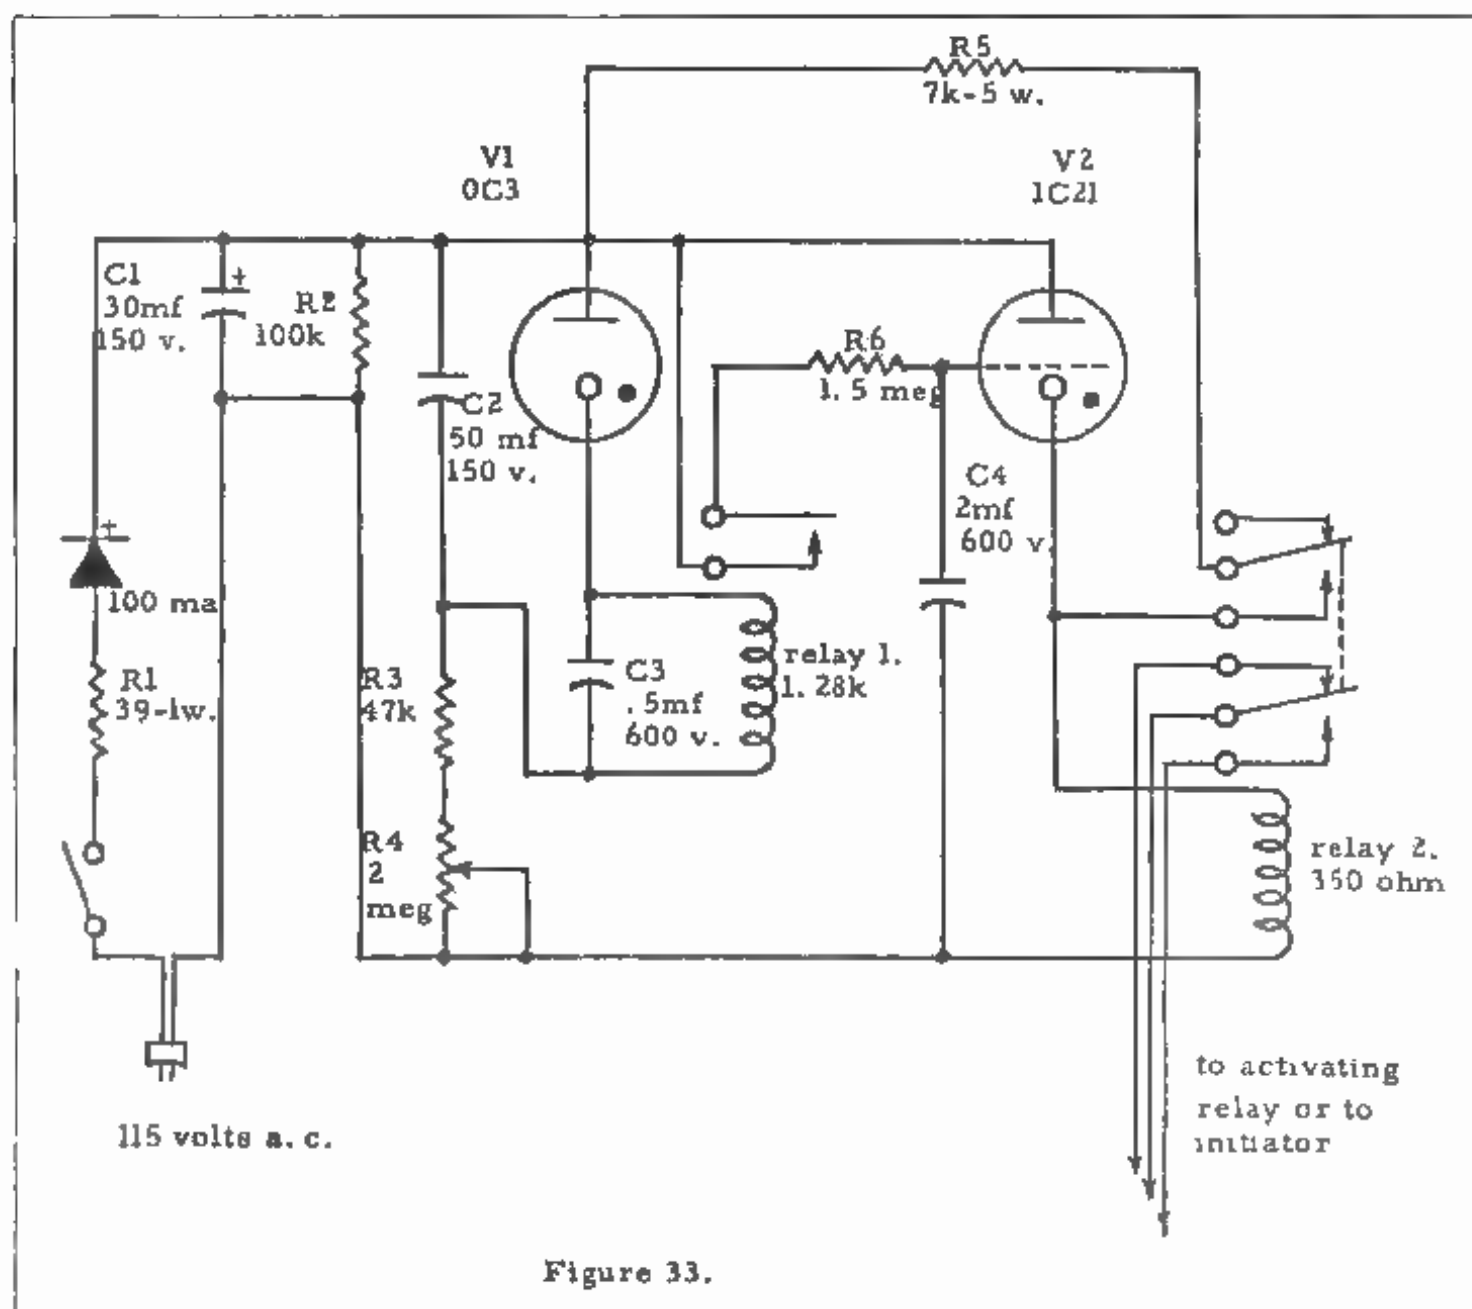 R5
7k-5 w.
V1
0C3
V2
1C21
C1
30mf
150 v.
+
R2
100k
C2
50 mf
150 v.
R6
1.5 meg
C4
2mf
600 v.
+
100 ma
R1
39-1w.
R3
47k
C3
.5mf
600 v.
relay 1.
1.28k
R4
2
meg
relay 2.
350 ohm
to activating
relay or to
initiator
115 volts a.c.
Figure 33.